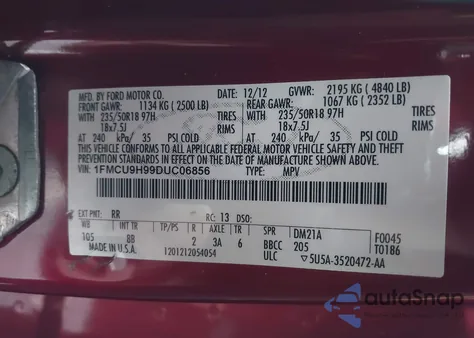 MFD. BY FORD MOTOR CO. 12/12 GVWR: 2195 KG ( 4840 LB)
FRONT GAWR: 1134 KG ( 2500 LB) REAR GAWR: 1067 KG ( 2352 LB)
WITH 235/50R18 97H TIRES WITH 235/50R18 97H TIRES
18x7.5J RIMS 18x7.5J RIMS
AT 240 kPa/ 35 PSI COLD AT 240 kPa/ 35 PSI COLD
THIS VEHICLE CONFORMS TO ALL APPLICABLE FEDERAL MOTOR VEHICLE SAFETY
AND THEFT PREVENTION STANDARDS IN EFFECT ON THE DATE OF MANUFACTURE SHOWN ABOVE.
VIN: 1FMCU9H99DUC06856 TYPE: MPV
EXT PNT: RR RC: 13 DSO:
WB INT TR TP/PS R AXLE TR SPR DM21A F0045
105 8B 2 3A 6 BBCC 205 T0186
MADE IN U.S.A. 1201212054054 ULC 5U5A-3520472-AA
autoSnap